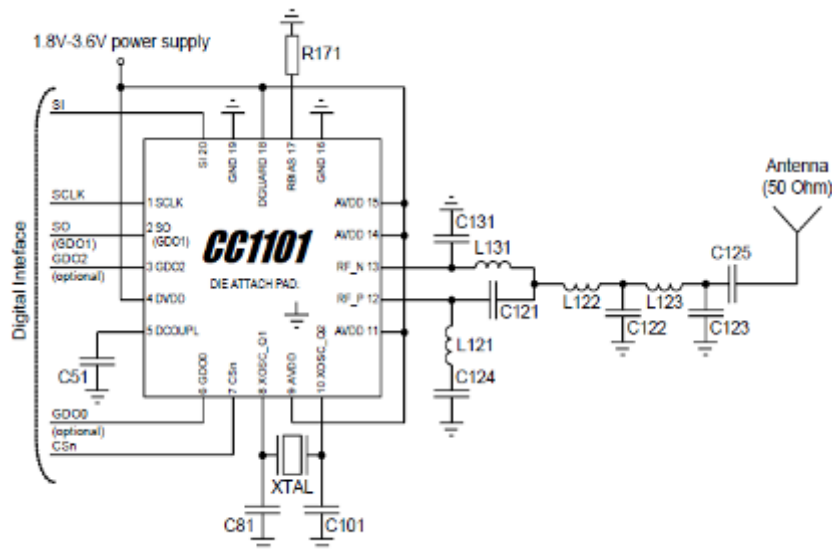 1.8V-3.6V power supply
R171
SI
SI 20
GND 19
DGUARD 18
RBIAS 17
GND 16
Antenna
(50 Ohm)
Digital Inteface
SCLK
1 SCLK
AVDD 15
SO
(GDO1)
2 SO
(GDO1)
CC1101
AVDD 14
C131
L131
C125
GDO2
(optional)
3 GDO2
DIE ATTACH PAD:
RF_N 13
4 DVDD
RF_P 12
C121
L122
L123
C122
C123
5 DCOUPL
AVDD 11
L121
C51
C124
6 GDO0
7 CSn
8 XOSC_Q1
9 AVDD
10 XOSC_Q2
GDO0
(optional)
CSn
XTAL
C81
C101